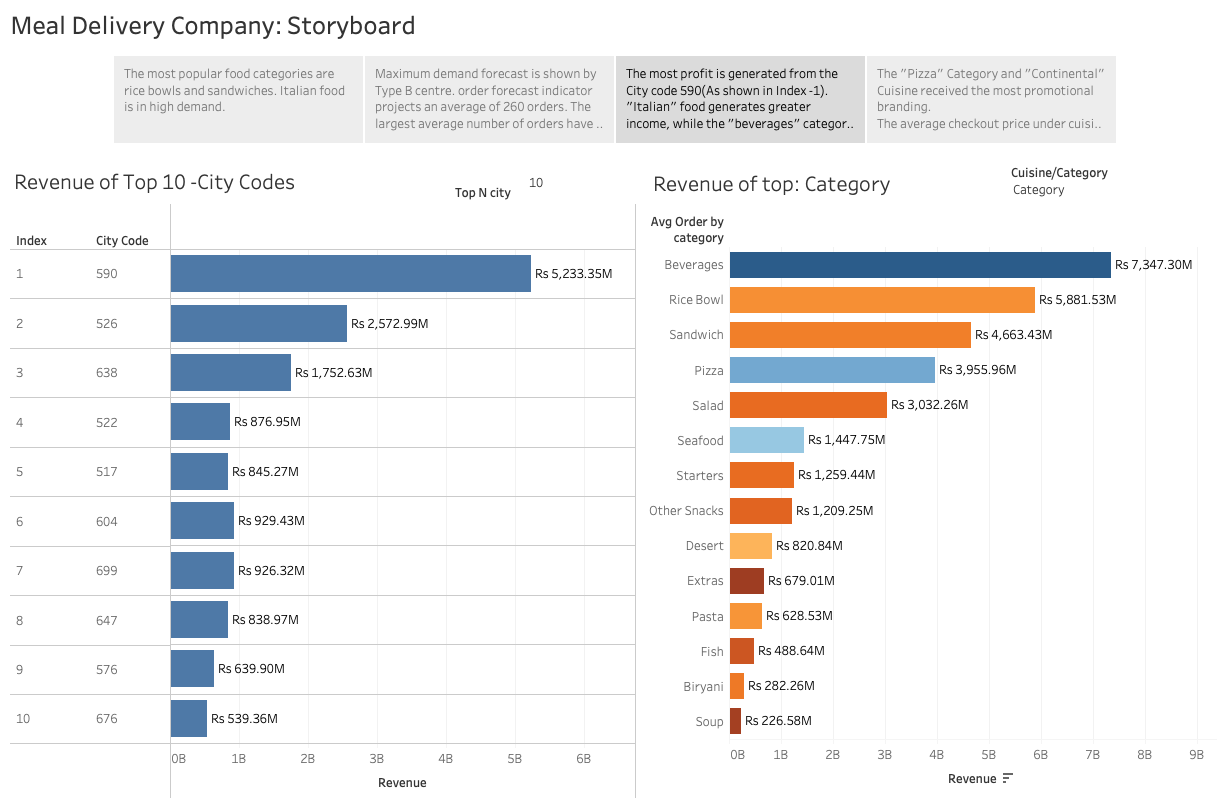 Meal Delivery Company: Storyboard
The most popular food categories are
rice bowls and sandwiches. Italian food
is in high demand.
Maximum demand forecast is shown by
Type B centre. order forecast indicator
projects an average of 260 orders. The
largest average number of orders have ..
The most profit is generated from the
City code 590(As shown in Index -1).
"Italian" food generates greater
income, while the "beverages" categor..
The "Pizza" Category and "Continental"
Cuisine received the most promotional
branding.
The average checkout price under cuisi..
Revenue of Top 10 -City Codes
Top N city
10
Index City Code
1 590 Rs 5,233.35M
2 526 Rs 2,572.99M
3 638 Rs 1,752.63M
4 522 Rs 876.95M
5 517 Rs 845.27M
6 604 Rs 929.43M
7 699 Rs 926.32M
8 647 Rs 838.97M
9 576 Rs 639.90M
10 676 Rs 539.36M
0B 1B 2B 3B 4B 5B 6B
Revenue
Revenue of top: Category
Cuisine/Category
Category
Avg Order by
category
Beverages Rs 7,347.30M
Rice Bowl Rs 5,881.53M
Sandwich Rs 4,663.43M
Pizza Rs 3,955.96M
Salad Rs 3,032.26M
Seafood Rs 1,447.75M
Starters Rs 1,259.44M
Other Snacks Rs 1,209.25M
Desert Rs 820.84M
Extras Rs 679.01M
Pasta Rs 628.53M
Fish Rs 488.64M
Biryani Rs 282.26M
Soup Rs 226.58M
0B 1B 2B 3B 4B 5B 6B 7B 8B 9B
Revenue